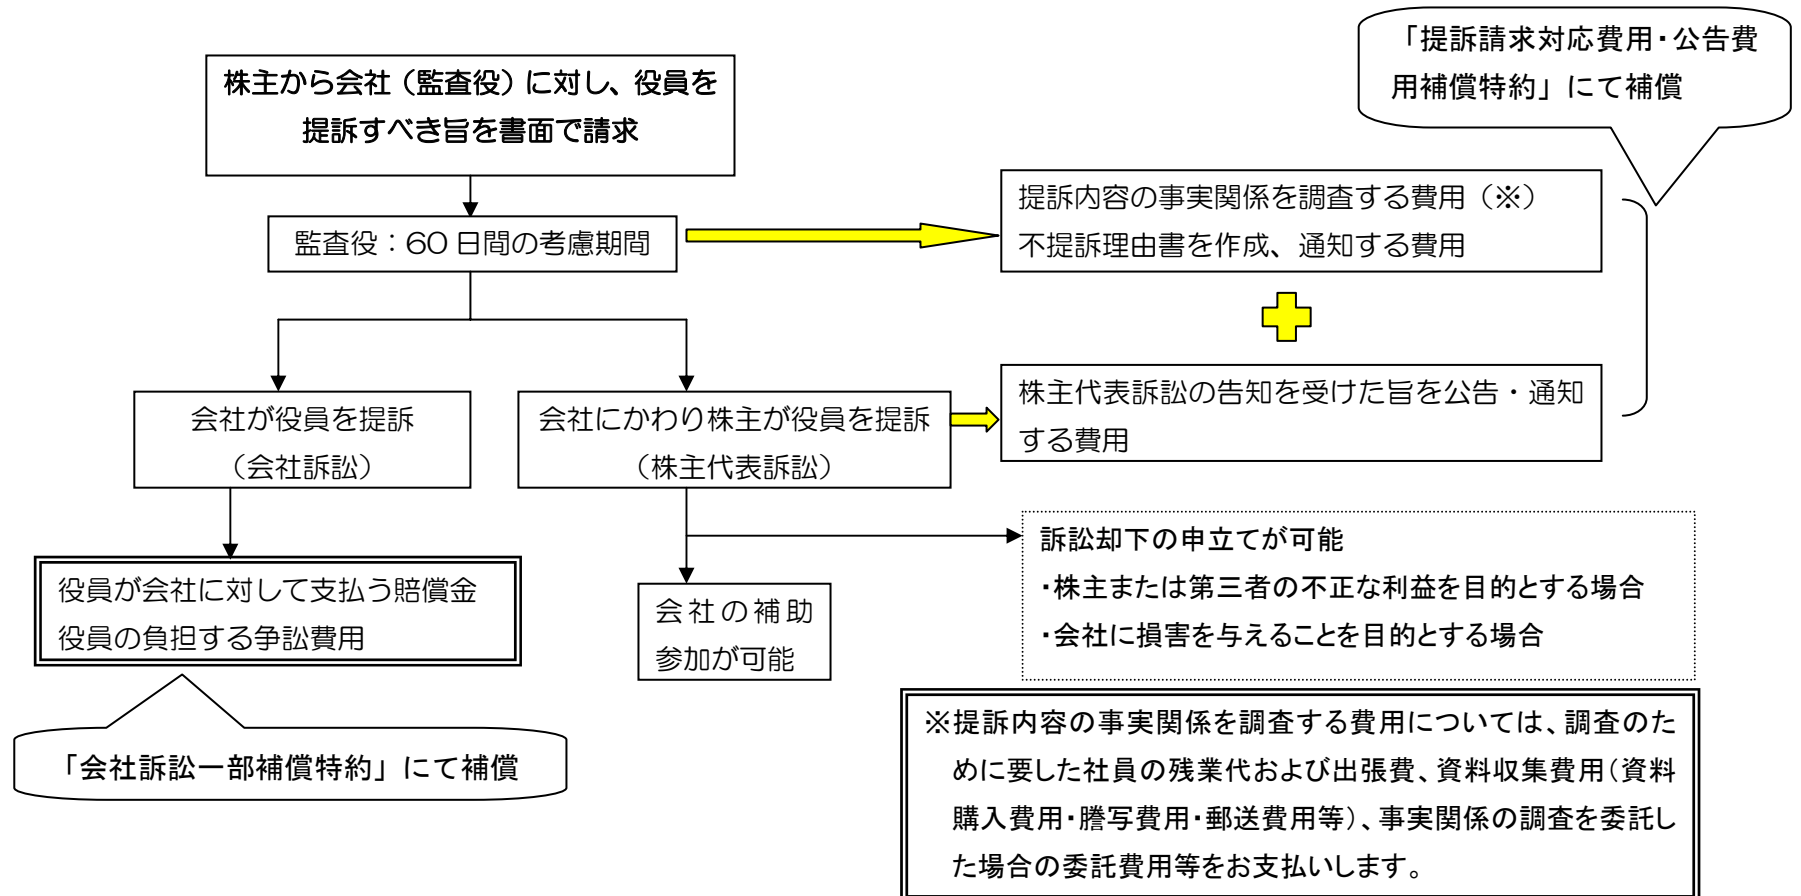 「提訴請求対応費用・公告費
用補償特約」にて補償
株主から会社（監査役）に対し、役員を
提訴すべき旨を書面で請求
監査役：60 日間の考慮期間
提訴内容の事実関係を調査する費用（※）
不提訴理由書を作成、通知する費用
会社が役員を提訴
（会社訴訟）
会社にかわり株主が役員を提訴
（株主代表訴訟）
株主代表訴訟の告知を受けた旨を公告・通知
する費用
役員が会社に対して支払う賠償金
役員の負担する争訟費用
「会社訴訟一部補償特約」にて補償
会社の補助
参加が可能
訴訟却下の申立てが可能
・株主または第三者の不正な利益を目的とする場合
・会社に損害を与えることを目的とする場合
※提訴内容の事実関係を調査する費用については、調査のた
めに要した社員の残業代および出張費、資料収集費用（資料
購入費用・謄写費用・郵送費用等）、事実関係の調査を委託し
た場合の委託費用等をお支払いします。